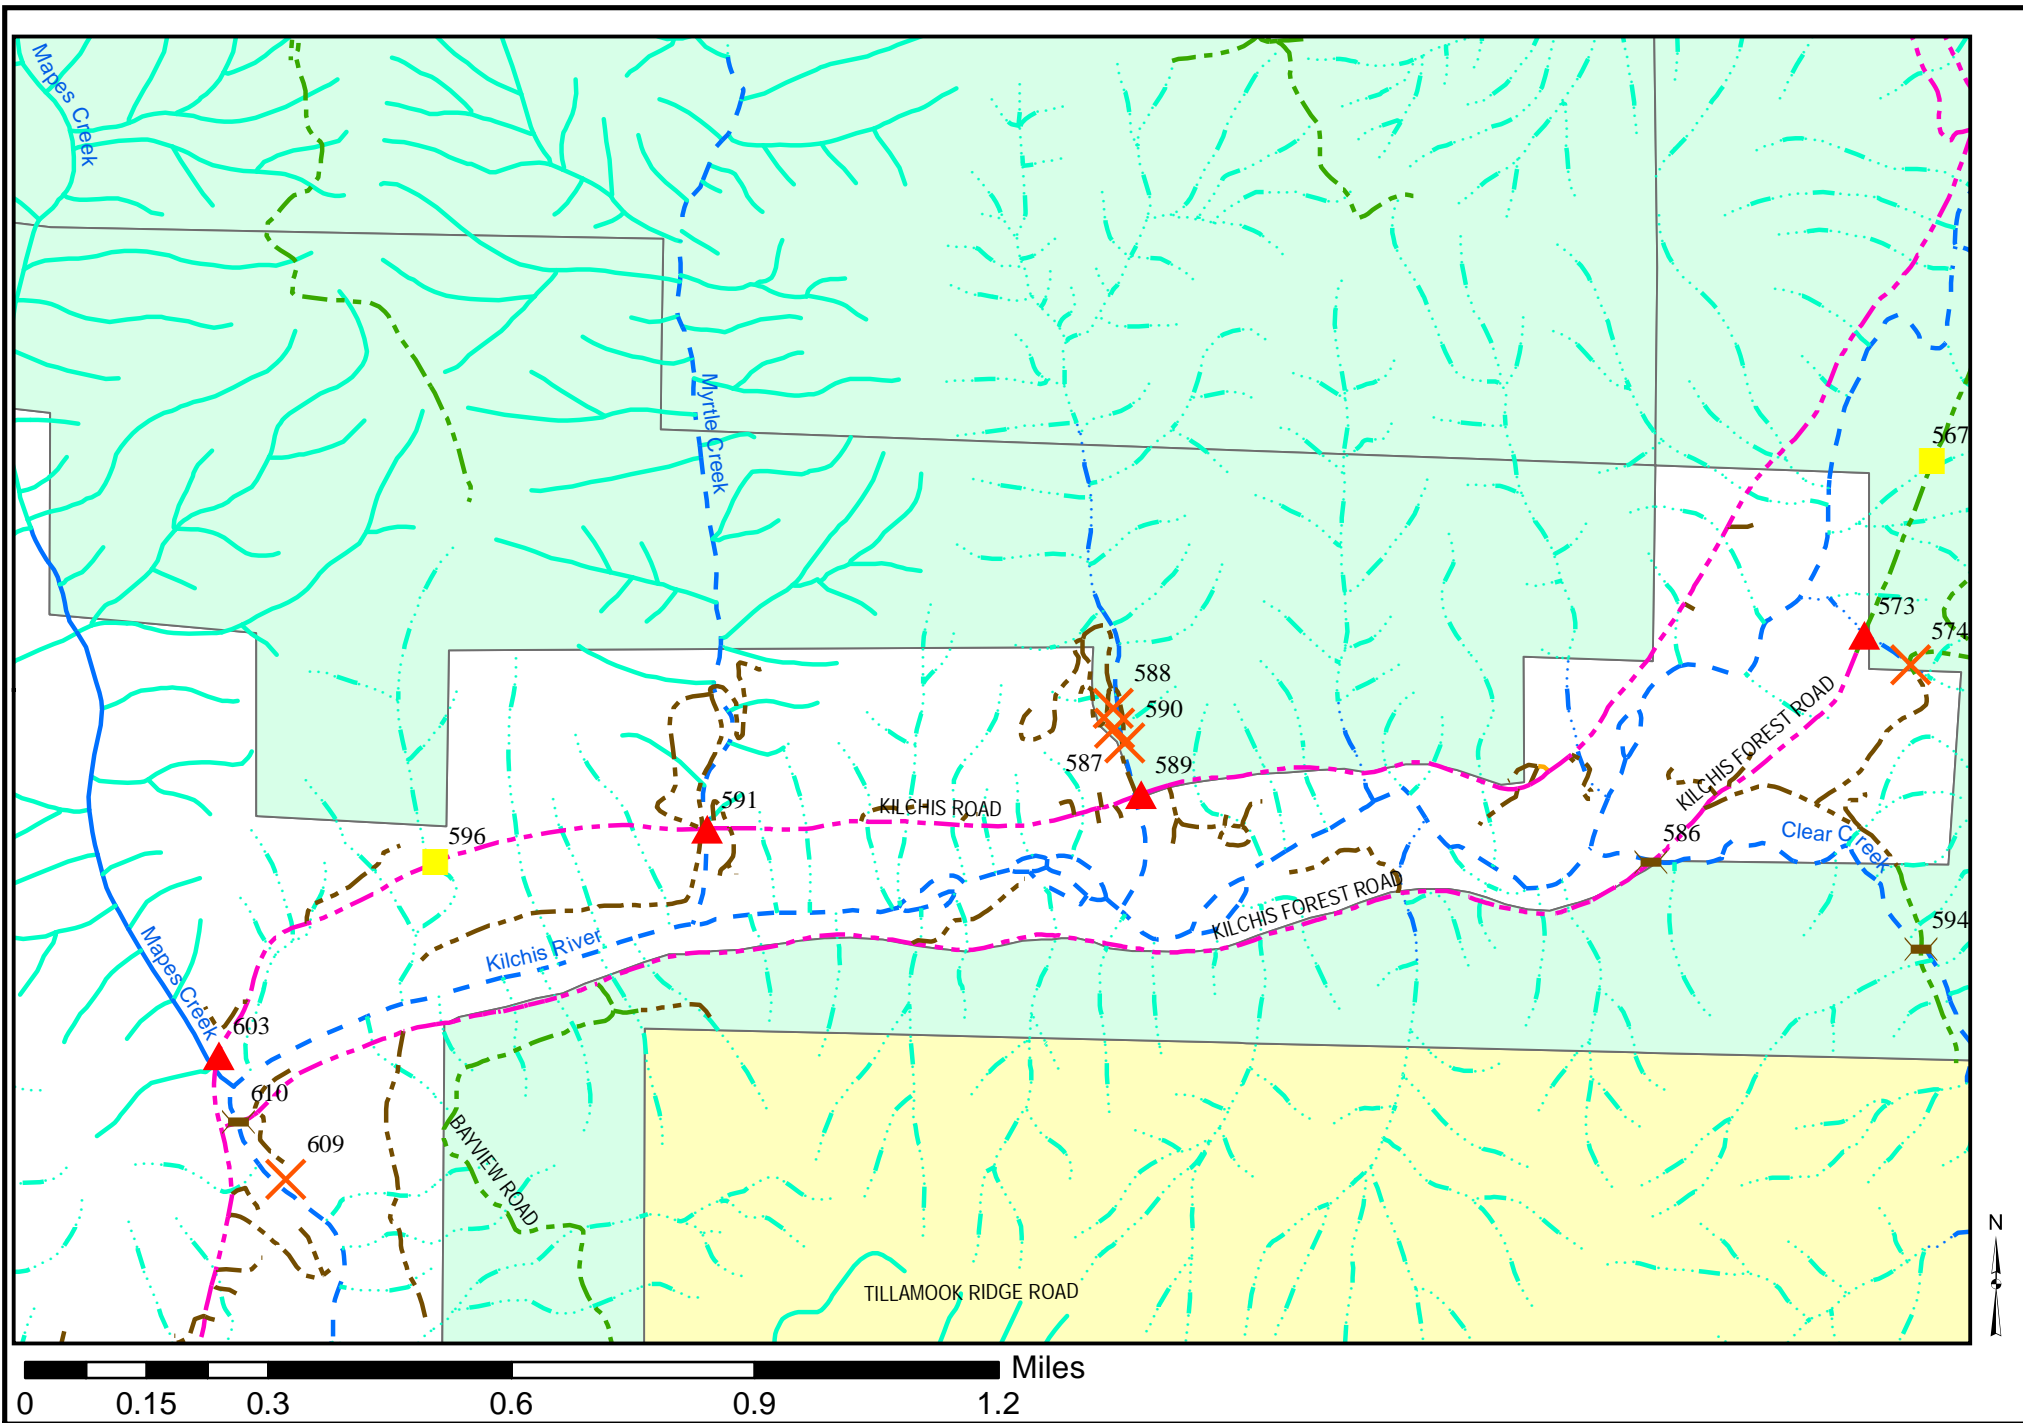 Mapes Creek
567
Myrtle Creek
573
574
588
590
587
589
KILCHIS FOREST ROAD
591
KILCHIS ROAD
596
586
Clear Creek
KILCHIS FOREST ROAD
594
Mapes Creek
Kilchis River
603
610
609
BAYVIEW ROAD
N
TILLAMOOK RIDGE ROAD
Miles
0 0.15 0.3 0.6 0.9 1.2